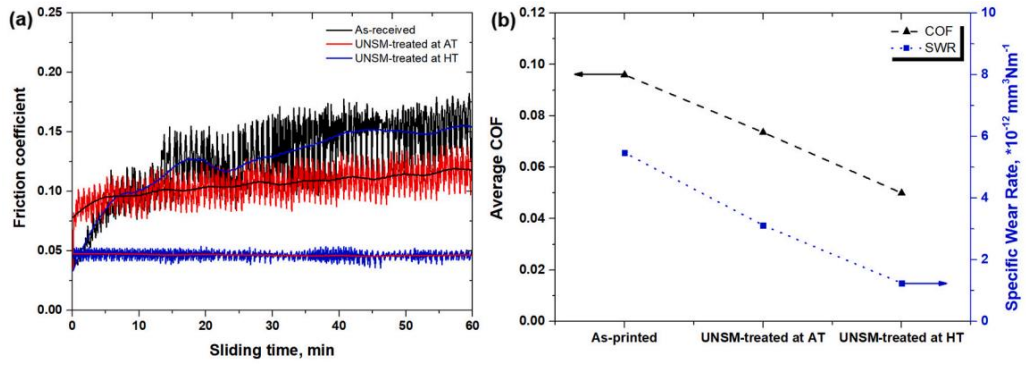 (a)
As-received
UNSM-treated at AT
UNSM-treated at HT
Friction coefficient
0.25
0.20
0.15
0.10
0.05
0.00
0 10 20 30 40 50 60
Sliding time, min
(b)
COF
SWR
Average COF
0.12
0.10
0.08
0.06
0.04
0.02
0.00
As-printed UNSM-treated at AT UNSM-treated at HT
10
8
6
4
2
0
Specific Wear Rate, *10⁻¹² mm³Nm⁻¹